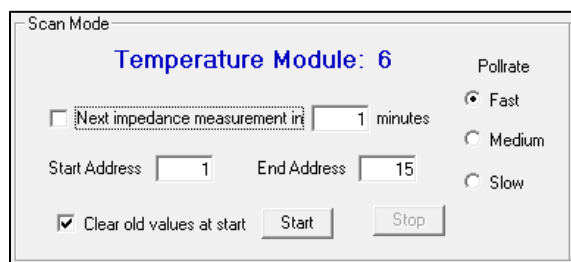 Scan Mode
Temperature Module: 6
Pollrate
Next impedance measurement in 1 minutes
Fast
Medium
Start Address 1 End Address 15
Slow
Clear old values at start Start Stop